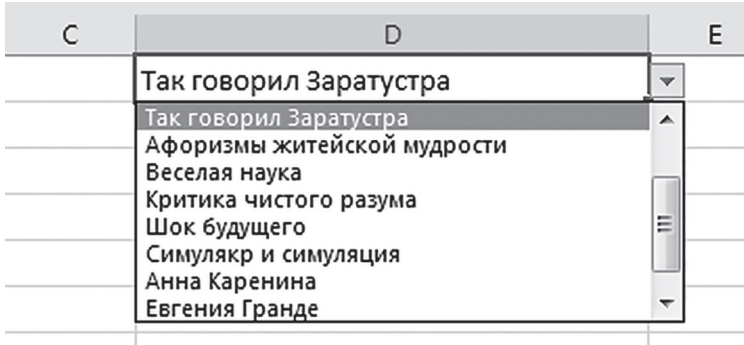 C D E
Так говорил Заратустра
Так говорил Заратустра
Афоризмы житейской мудрости
Веселая наука
Критика чистого разума
Шок будущего
Симулякр и симуляция
Анна Каренина
Евгения Гранде